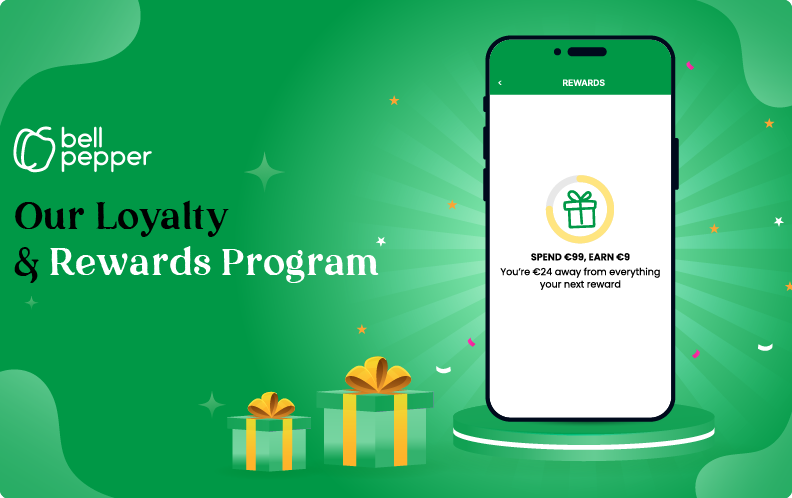 bell
pepper
Our Loyalty
& Rewards Program
REWARDS
SPEND €99, EARN €9
You're €24 away from everything
your next reward